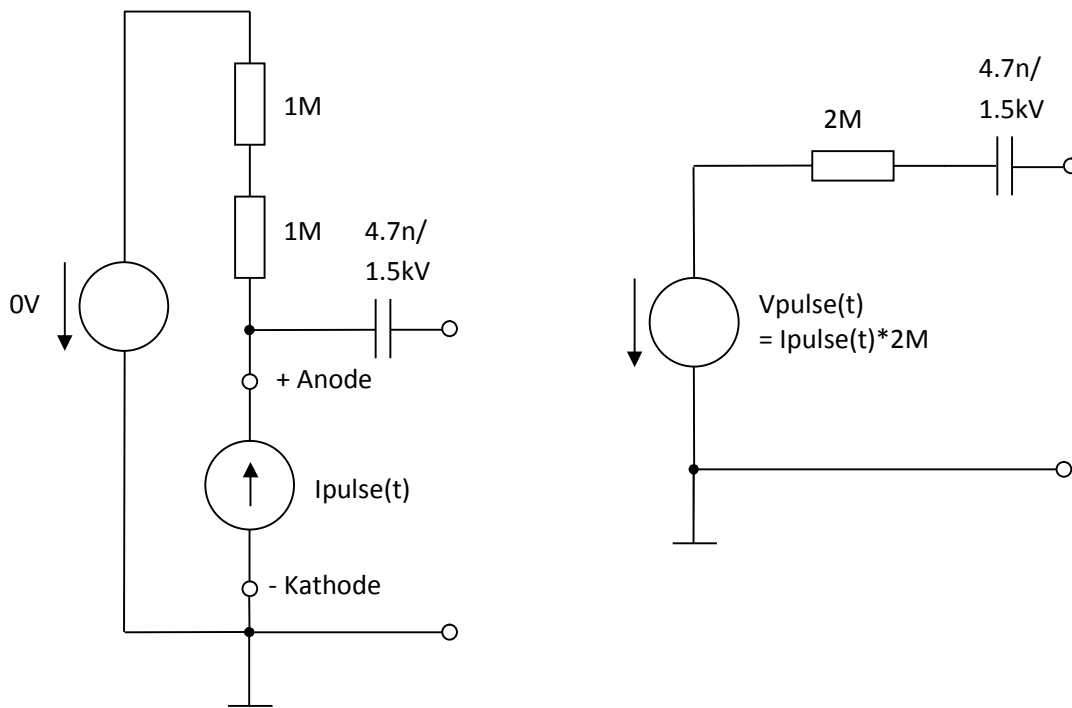 1M
1M
4.7n/
1.5kV
0V
+ Anode
Ipulse(t)
- Kathode
4.7n/
1.5kV
2M
Vpulse(t)
= Ipulse(t)*2M